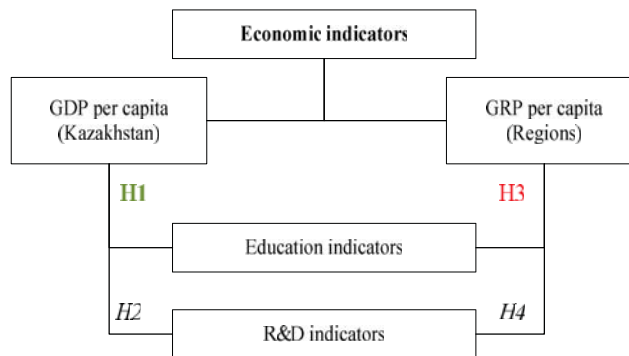 Economic indicators
GDP per capita
(Kazakhstan)
GRP per capita
(Regions)
H1
H3
Education indicators
H2
H4
R&D indicators